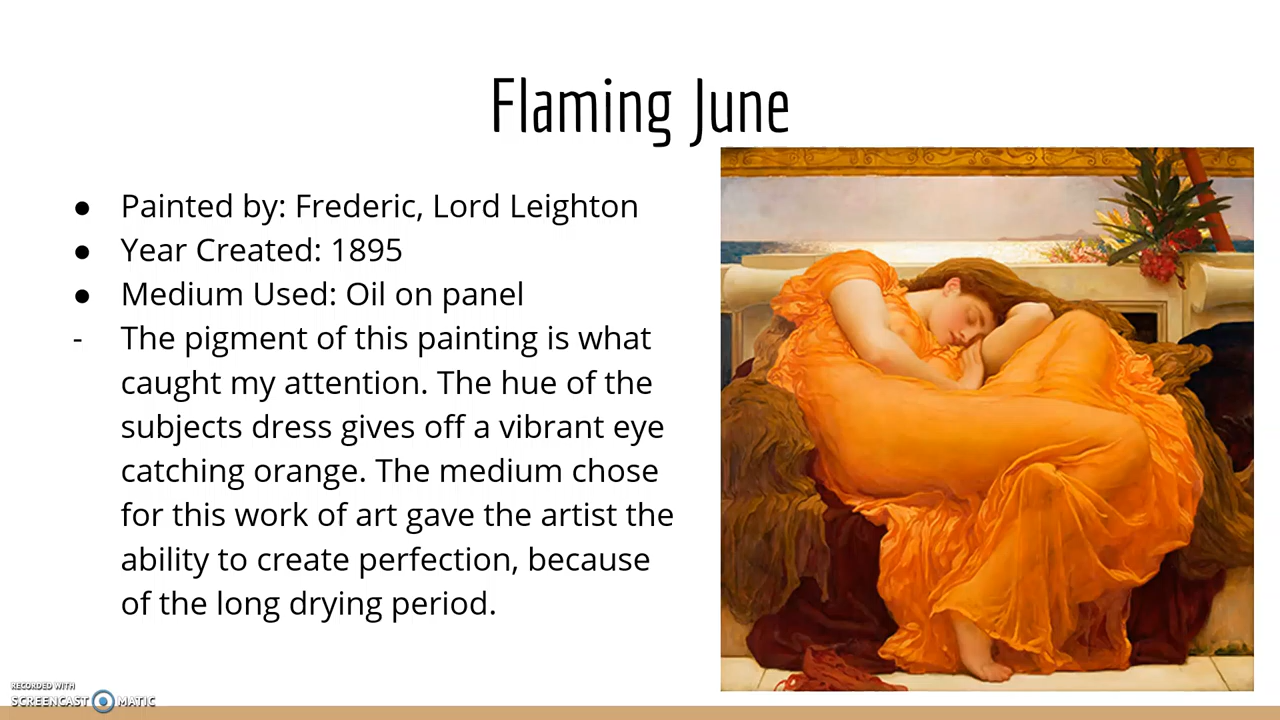 Flaming June
● Painted by: Frederic, Lord Leighton
● Year Created: 1895
● Medium Used: Oil on panel
- The pigment of this painting is what
caught my attention. The hue of the
subjects dress gives off a vibrant eye
catching orange. The medium chose
for this work of art gave the artist the
ability to create perfection, because
of the long drying period.
RECORDED WITH
SCREENCAST MATIC